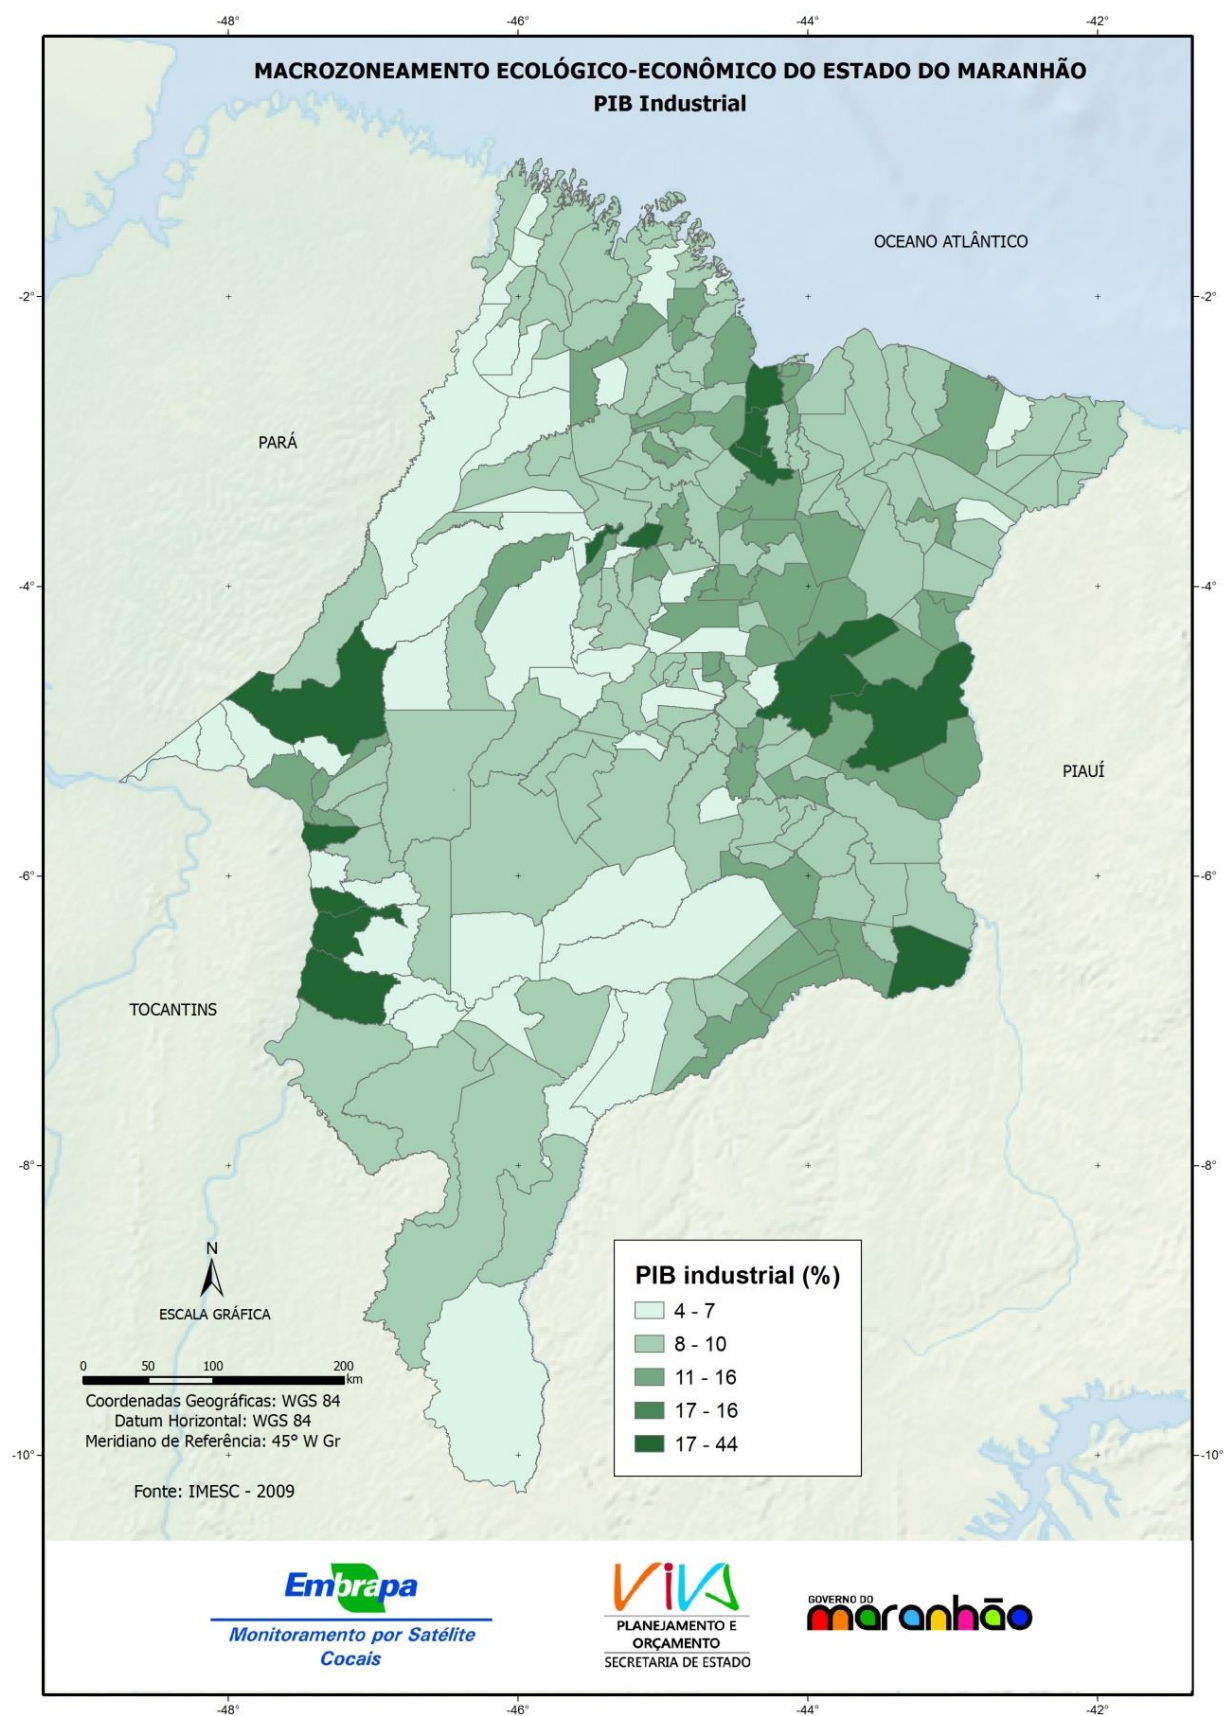 -48°
-46°
-44°
-42°
MACROZONEAMENTO ECOLÓGICO-ECONÔMICO DO ESTADO DO MARANHÃO
PIB Industrial
OCEANO ATLÂNTICO
-2°
-2°
PARÁ
-4°
-4°
PIAUÍ
-6°
-6°
TOCANTINS
-8°
-8°
N
ESCALA GRÁFICA
0 50 100 200
km
Coordenadas Geográficas: WGS 84
Datum Horizontal: WGS 84
Meridiano de Referência: 45° W Gr
Fonte: IMESC - 2009
PIB industrial (%)
4 - 7
8 - 10
11 - 16
17 - 16
17 - 44
-10°
-10°
Embrapa
Monitoramento por Satélite
Cocais
VIVA
PLANEJAMENTO E
ORÇAMENTO
SECRETARIA DE ESTADO
GOVERNO DO
maranhão
-48°
-46°
-44°
-42°